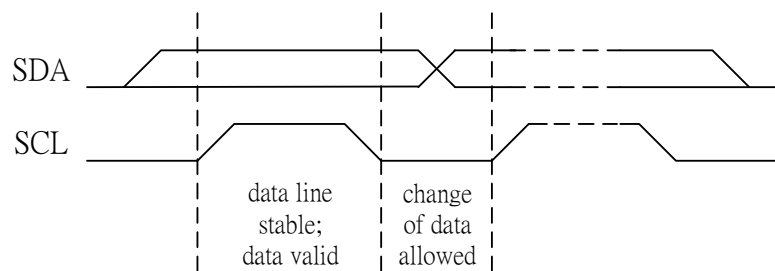 SDA
SCL
data line
stable;
data valid
change
of data
allowed